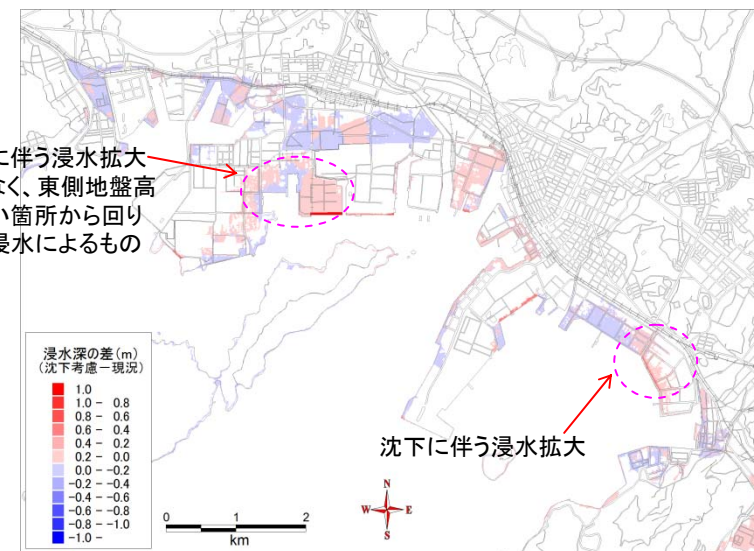 に伴う浸水拡大
なく、東側地盤高
い箇所から回り
浸水によるもの
浸水深の差(m)
(沈下考慮－現況)
1.0
1.0 - 0.8
0.8 - 0.6
0.6 - 0.4
0.4 - 0.2
0.2 - 0.0
0.0 - -0.2
-0.2 - -0.4
-0.4 - -0.6
-0.6 - -0.8
-0.8 - -1.0
-1.0 -
0 1 2
km
N
W E
S
沈下に伴う浸水拡大